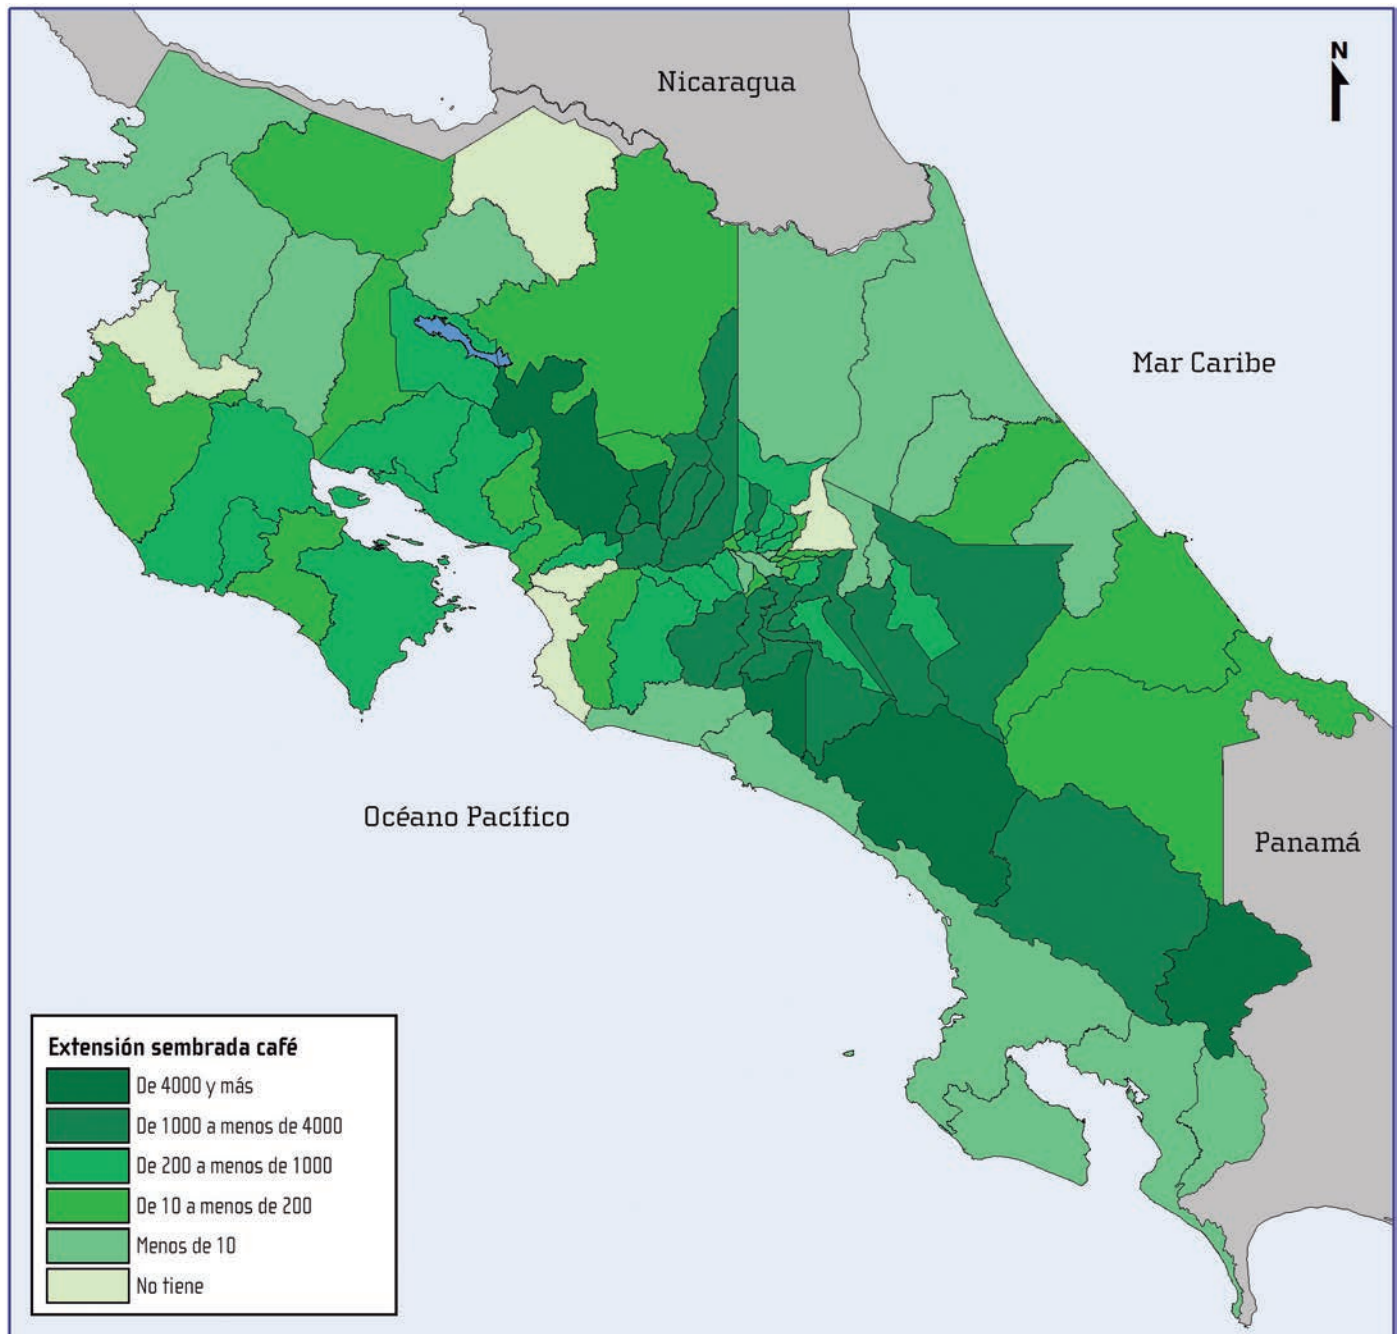 N
Nicaragua
Mar Caribe
Océano Pacífico
Panamá
Extensión sembrada café
De 4000 y más
De 1000 a menos de 4000
De 200 a menos de 1000
De 10 a menos de 200
Menos de 10
No tiene